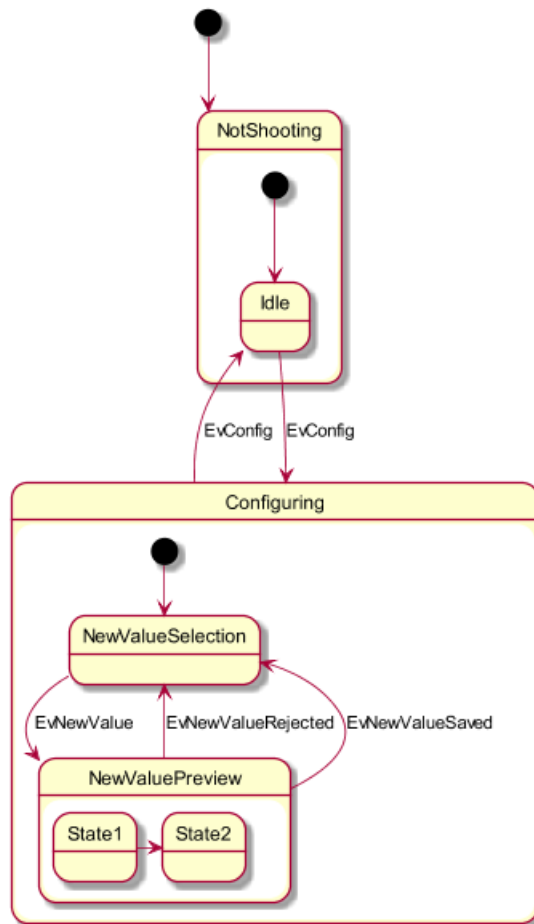 NotShooting
Idle
EvConfig
EvConfig
Configuring
NewValueSelection
EvNewValue
EvNewValueRejected
EvNewValueSaved
NewValuePreview
State1
State2